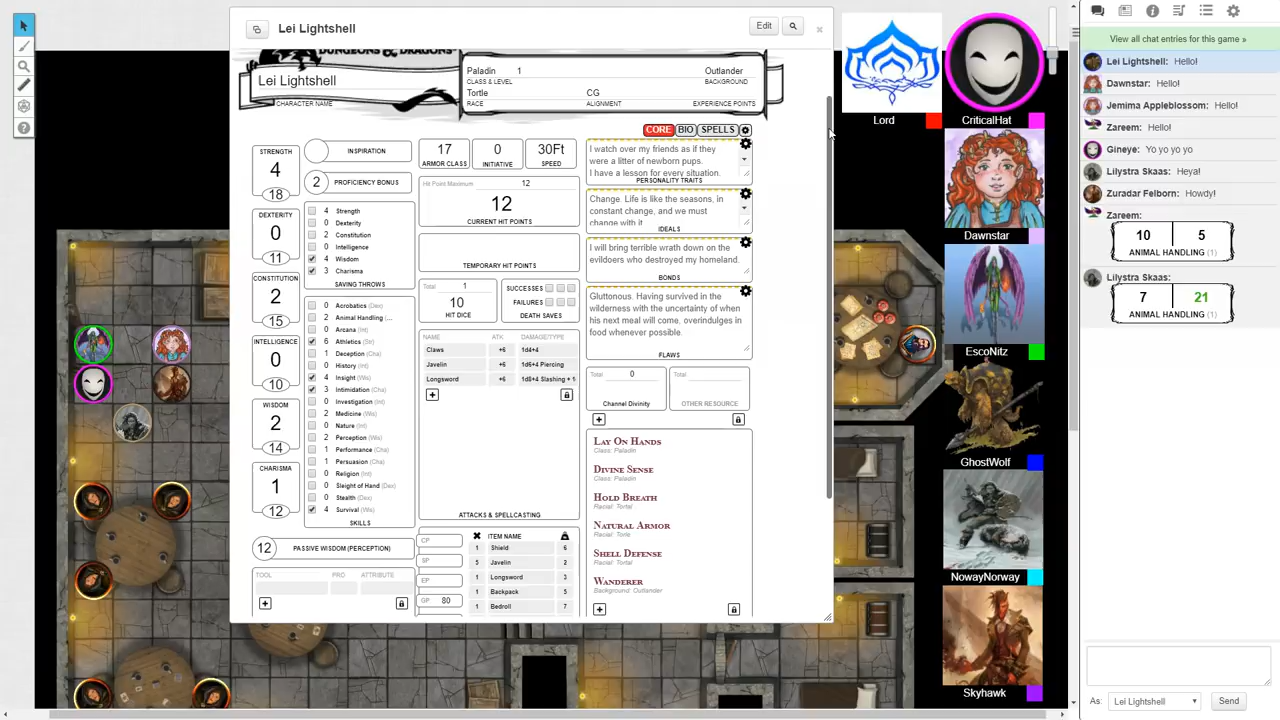 Lei Lightshell
Edit
DUNGEONS & DRAGONS
Lei Lightshell
CHARACTER NAME
Paladin 1
Outlander
CLASS & LEVEL
BACKGROUND
Tortle
CG
RACE
ALIGNMENT
EXPERIENCE POINTS
CORE
BIO
SPELLS
STRENGTH
4
18
DEXTERITY
0
11
CONSTITUTION
2
15
INTELLIGENCE
0
10
WISDOM
2
14
CHARISMA
1
12
INSPIRATION
2 PROFICIENCY BONUS
4 Strength
0 Dexterity
2 Constitution
0 Intelligence
4 Wisdom
3 Charisma
SAVING THROWS
0 Acrobatics (Dex)
2 Animal Handling (...
0 Arcana (Int)
6 Athletics (Str)
1 Deception (Cha)
0 History (Int)
4 Insight (Wis)
3 Intimidation (Cha)
0 Investigation (Int)
2 Medicine (Wis)
0 Nature (Int)
2 Perception (Wis)
1 Performance (Cha)
1 Persuasion (Cha)
0 Religion (Int)
0 Sleight of Hand (Dex)
0 Stealth (Dex)
4 Survival (Wis)
SKILLS
12 PASSIVE WISDOM (PERCEPTION)
TOOL PRO ATTRIBUTE
17
ARMOR CLASS
0
INITIATIVE
30Ft
SPEED
Hit Point Maximum 12
12
CURRENT HIT POINTS
TEMPORARY HIT POINTS
Total 1
10
HIT DICE
SUCCESSES
FAILURES
DEATH SAVES
NAME ATK DAMAGE/TYPE
Claws +6 1d4+4
Javelin +6 1d6+4 Piercing
Longsword +6 1d8+4 Slashing + 1
ATTACKS & SPELLCASTING
CP
SP
EP
GP 80
ITEM NAME
1 Shield 6
5 Javelin 2
1 Longsword 3
1 Backpack 5
1 Bedroll 7
I watch over my friends as if they
were a litter of newborn pups.
I have a lesson for every situation.
PERSONALITY TRAITS
Change. Life is like the seasons, in
constant change, and we must
change with it.
IDEALS
I will bring terrible wrath down on the
evildoers who destroyed my homeland.
BONDS
Gluttonous. Having survived in the
wilderness with the uncertainty of when
his next meal will come, overindulges in
food whenever possible.
FLAWS
Total 0
Channel Divinity
Total
OTHER RESOURCE
LAY ON HANDS
Class: Paladin
DIVINE SENSE
Class: Paladin
HOLD BREATH
Racial: Tortal
NATURAL ARMOR
Racial: Torle
SHELL DEFENSE
Racial: Tortal
WANDERER
Background: Outlander
Lord
CriticalHat
Dawnstar
EscoNitz
GhostWolf
NowayNorway
Skyhawk
View all chat entries for this game »
Lei Lightshell: Hello!
Dawnstar: Hello!
Jemima Appleblossom: Hello!
Zareem: Hello!
Gineye: Yo yo yo yo
Lilystra Skaas: Heya!
Zuradar Felborn: Howdy!
Zareem:
10 5
ANIMAL HANDLING (1)
Lilystra Skaas:
7 21
ANIMAL HANDLING (1)
As: Lei Lightshell
Send